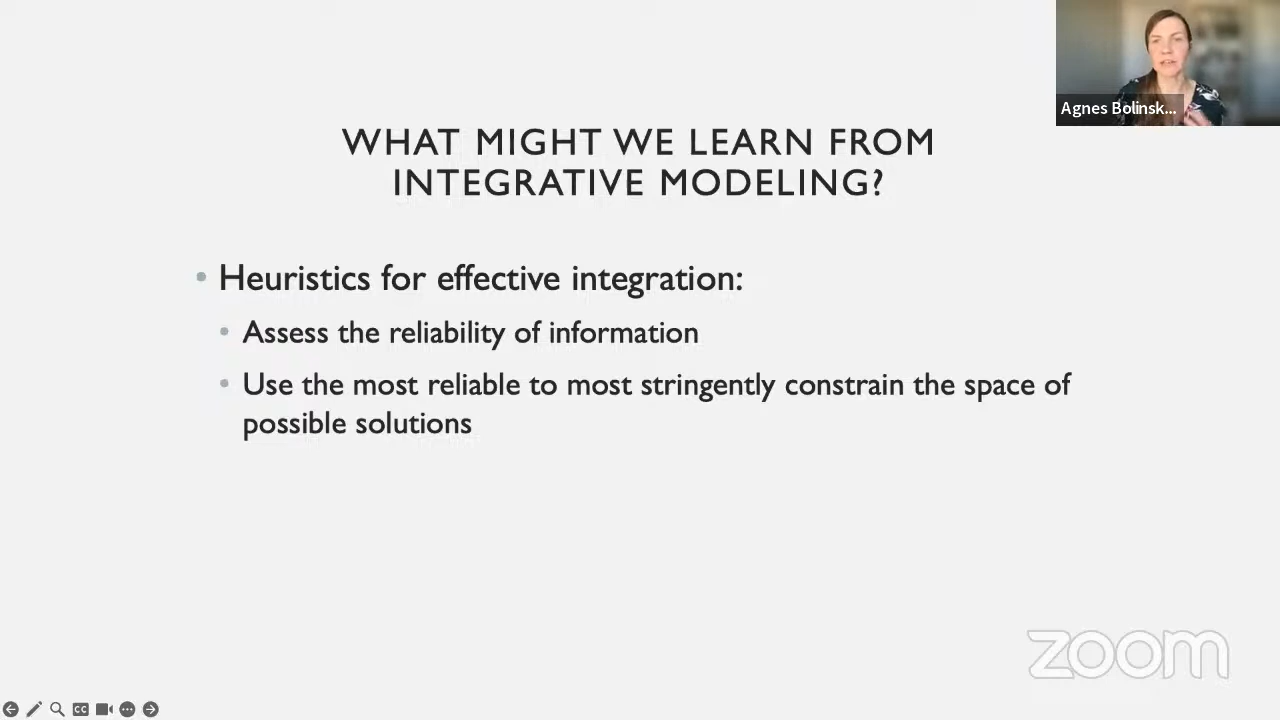 Agnes Bolinsk...
WHAT MIGHT WE LEARN FROM
INTEGRATIVE MODELING?
• Heuristics for effective integration:
• Assess the reliability of information
• Use the most reliable to most stringently constrain the space of
possible solutions
zoom
CC